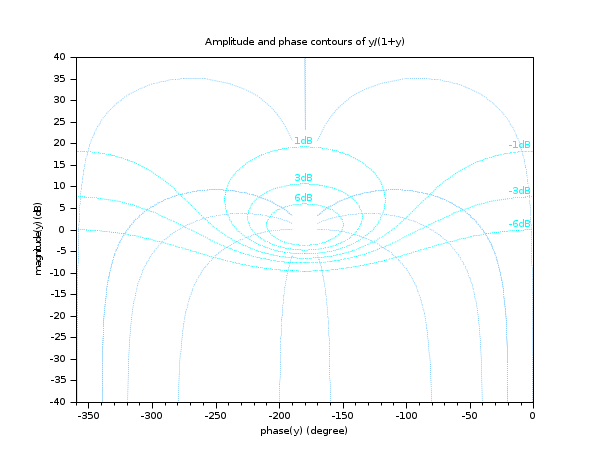 Amplitude and phase contours of y/(1+y)
magnitude(y) (dB)
40
35
30
25
20
15
10
5
0
-5
-10
-15
-20
-25
-30
-35
-40
1dB
3dB
6dB
-1dB
-3dB
-6dB
-350
-300
-250
-200
-150
-100
-50
0
phase(y) (degree)